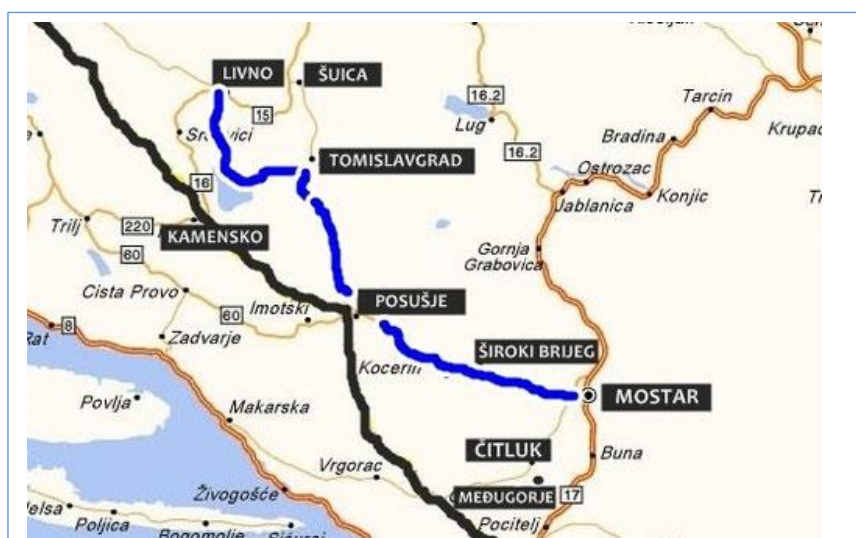 LIVNO
ŠUICA
15
16.2
Lug
Tarcin
Bradina
16.2
TOMISLAVGRAD
Ostrozac
Konjic
Jablanica
16
Trilj
220
KAMENSKO
60
Gornja
Grabovica
Cista Provo
Imotski
60
POSUŠJE
8
Zadvarje
ŠIROKI BRIJEG
MOSTAR
Povlja
Makarska
ČITLUK
Buna
Vrgorac
MEĐUGORJE
17
Živogošće
Pocitelj
Poljica